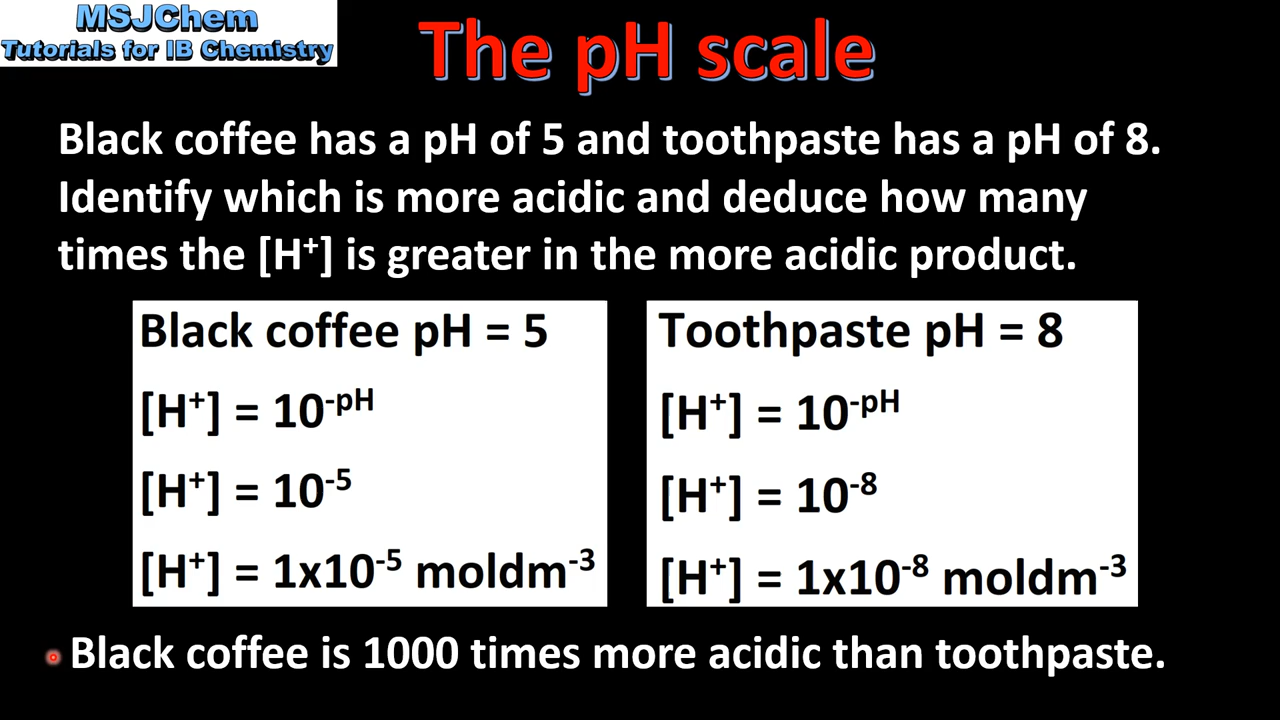 MSJChem
Tutorials for IB Chemistry
The pH scale
Black coffee has a pH of 5 and toothpaste has a pH of 8.
Identify which is more acidic and deduce how many
times the [H⁺] is greater in the more acidic product.
Black coffee pH = 5
[H⁺] = 10⁻ᵖᴴ
[H⁺] = 10⁻⁵
[H⁺] = 1x10⁻⁵ moldm⁻³
Toothpaste pH = 8
[H⁺] = 10⁻ᵖᴴ
[H⁺] = 10⁻⁸
[H⁺] = 1x10⁻⁸ moldm⁻³
Black coffee is 1000 times more acidic than toothpaste.